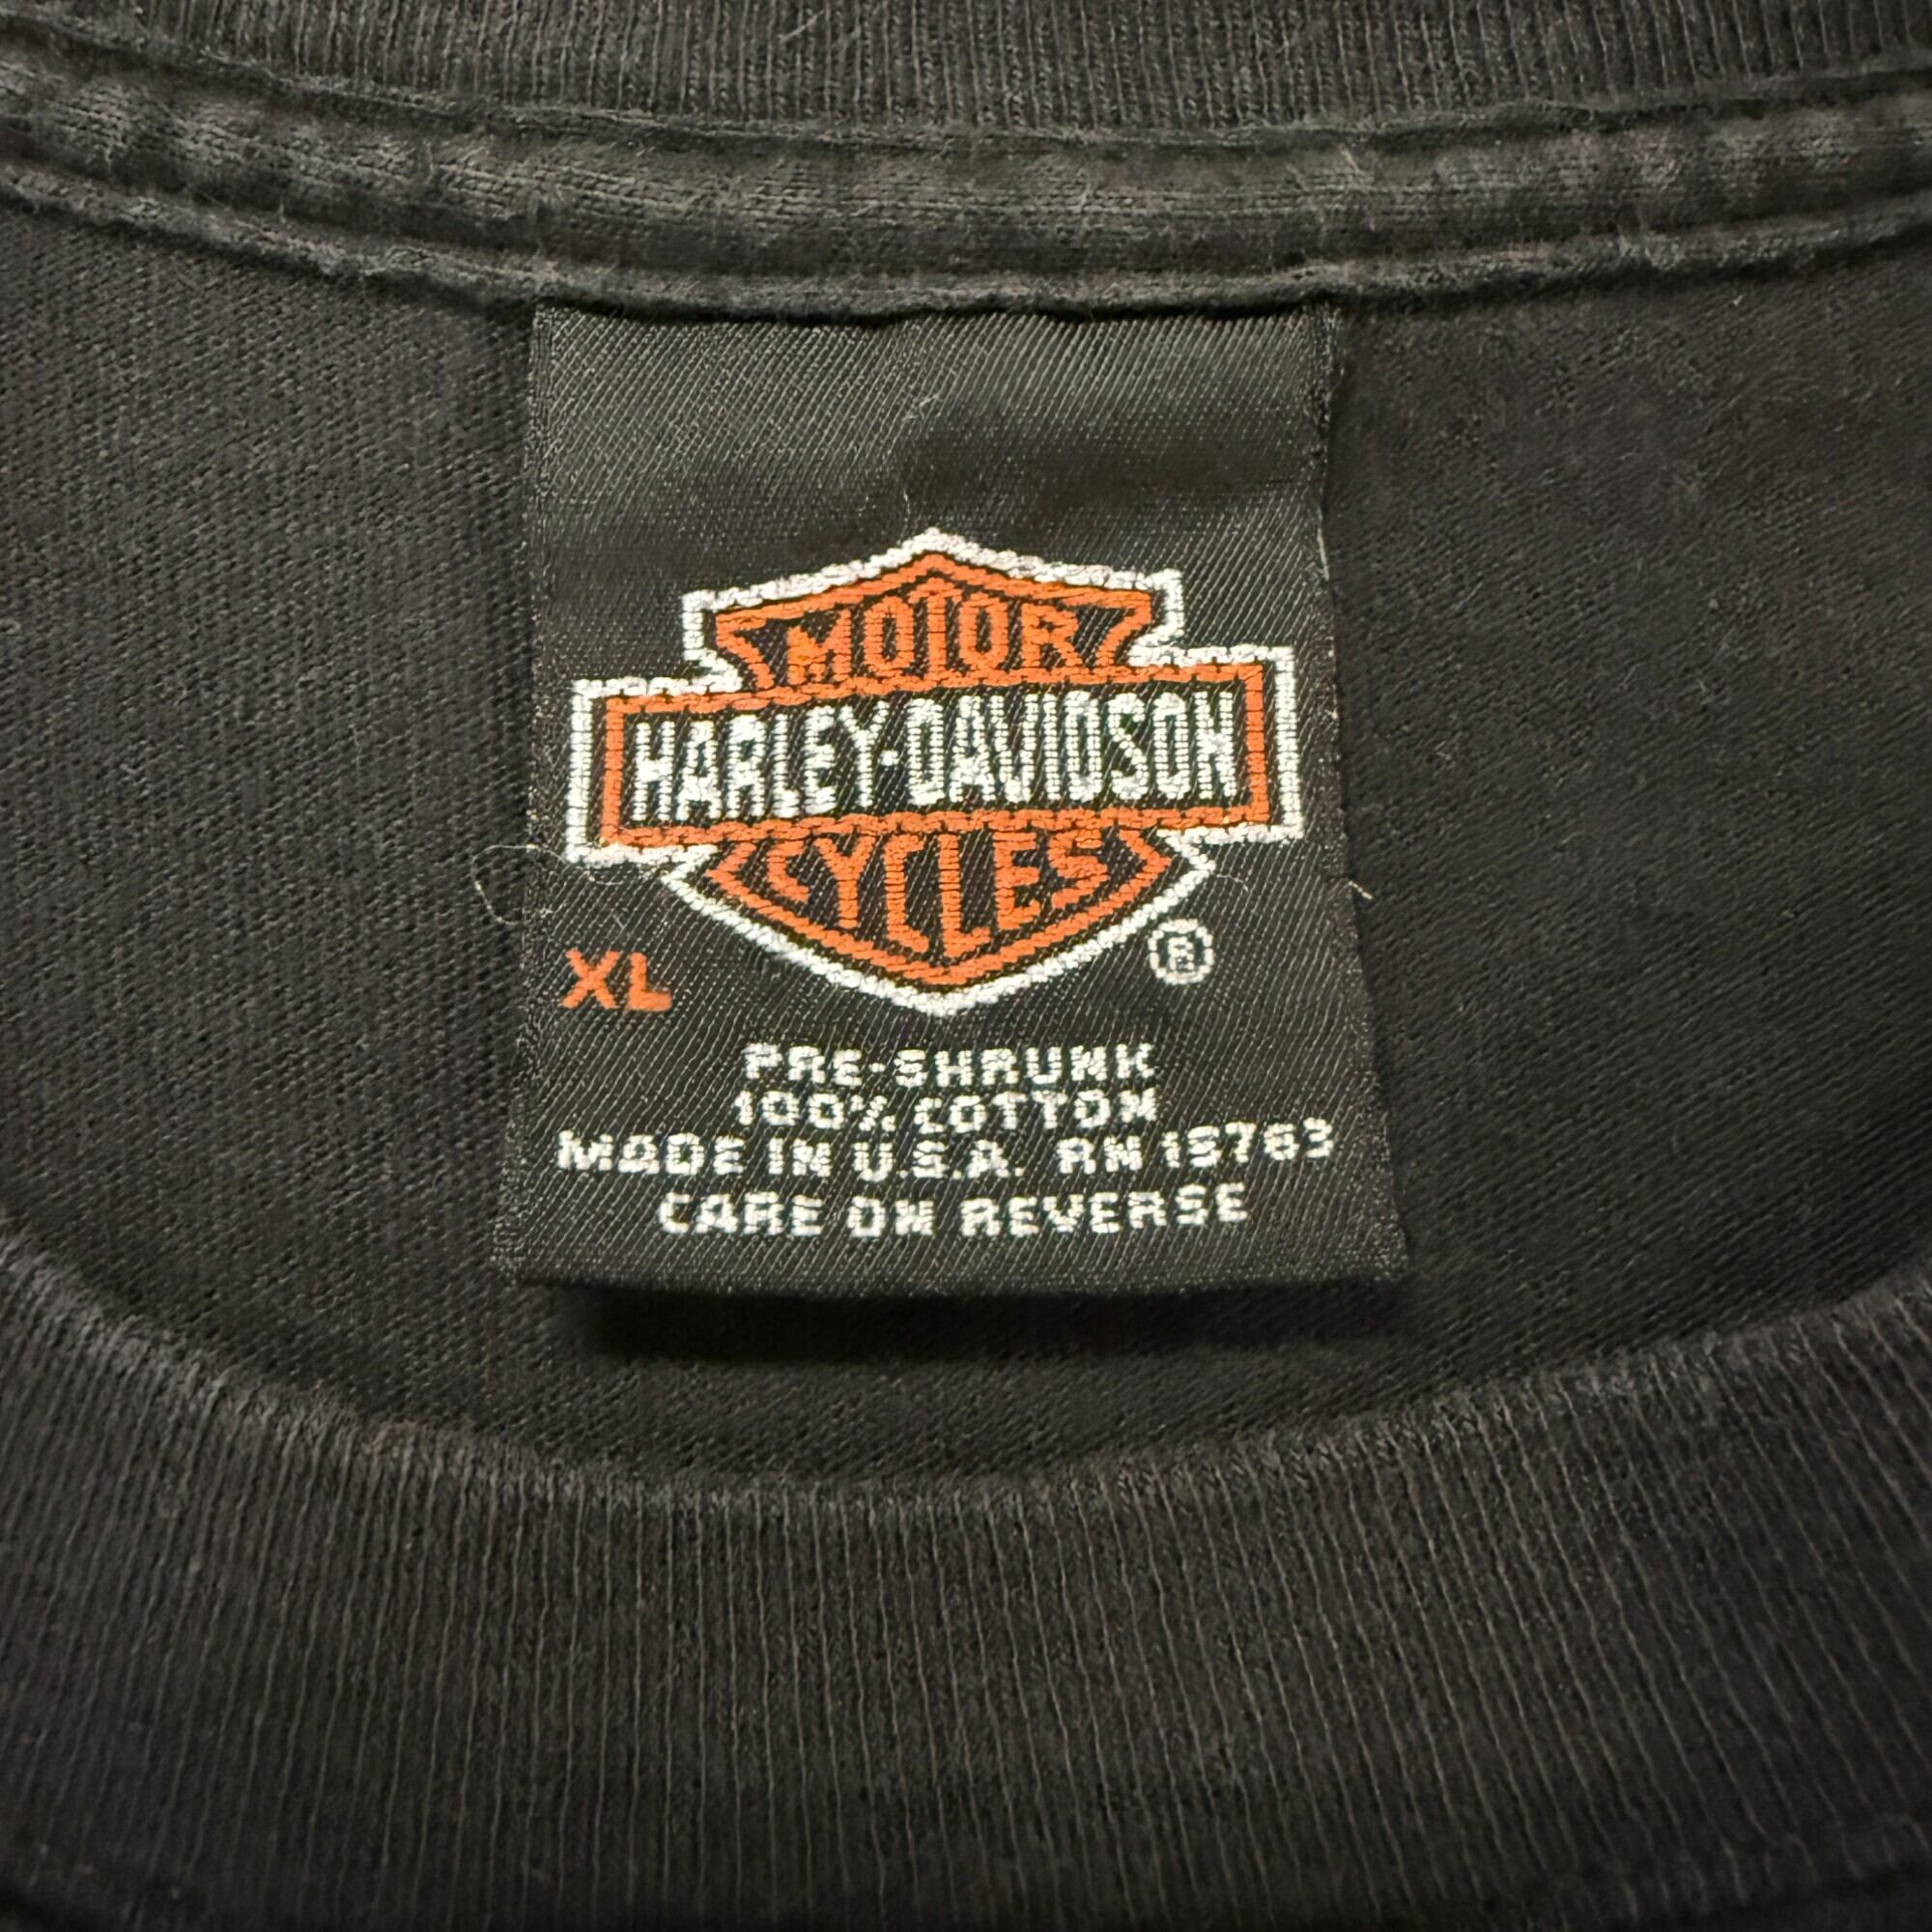 MOTOR
HARLEY-DAVIDSON
CYCLES
®
XL
PRE-SHRUNK
100% COTTON
MADE IN U.S.A. RN 15763
CARE ON REVERSE